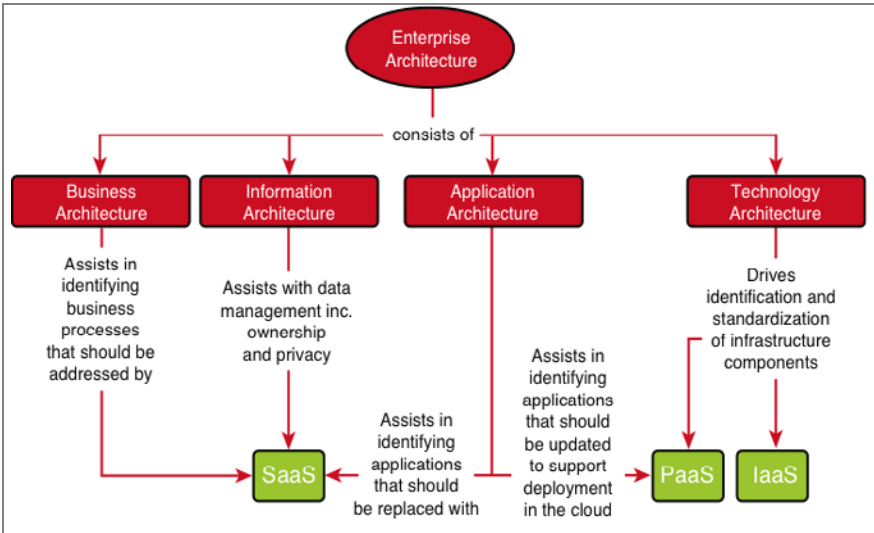 Enterprise
Architecture
consists of
Business
Architecture
Information
Architecture
Application
Architecture
Technology
Architecture
Assists in
identifying
business
processes
that should be
addressed by
Assists with data
management inc.
ownership
and privacy
Drives
identification and
standardization
of infrastructure
components
Assists in
identifying
applications
that should
be replaced with
Assists in
identifying
applications
that should
be updated
to support
deployment
in the cloud
SaaS
PaaS
IaaS